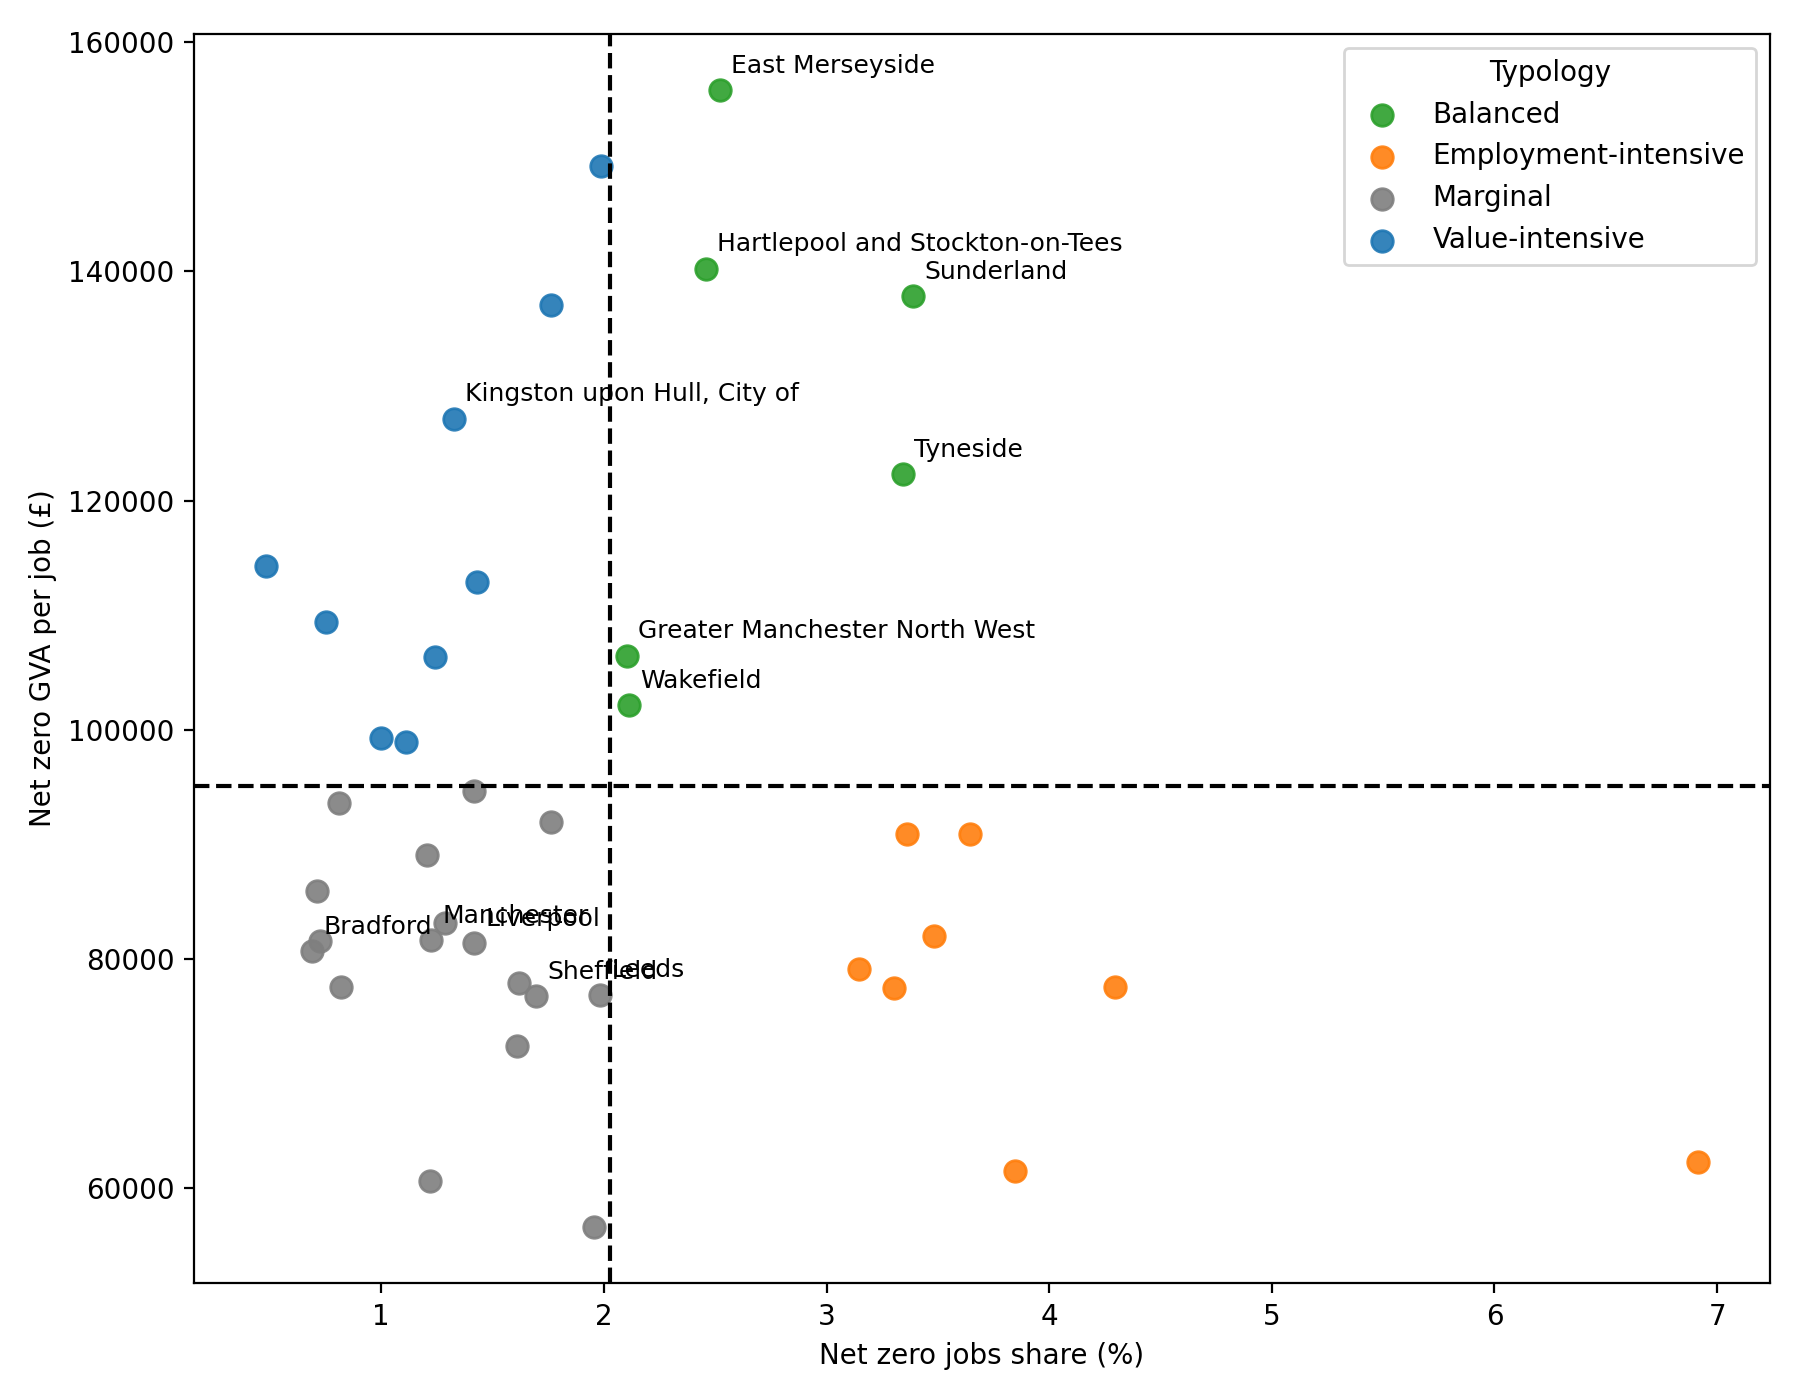 160000
140000
120000
100000
80000
60000
Net zero GVA per job (£)
East Merseyside
Hartlepool and Stockton-on-Tees
Sunderland
Kingston upon Hull, City of
Tyneside
Greater Manchester North West
Wakefield
Bradford
Manchester
Liverpool
Sheffield
Leeds
Typology
Balanced
Employment-intensive
Marginal
Value-intensive
1 2 3 4 5 6 7
Net zero jobs share (%)